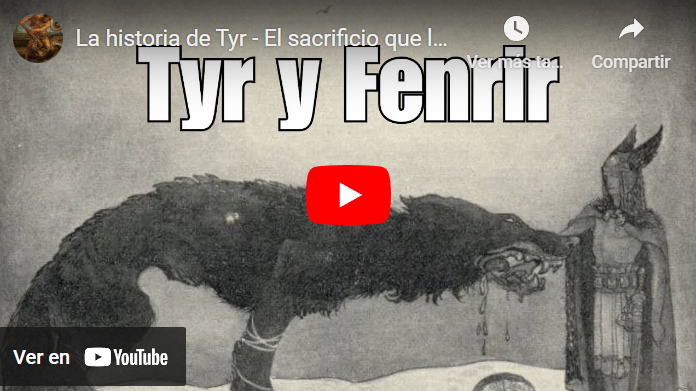 La historia de Tyr - El sacrificio que l...
Ver más ta...
Compartir
Tyr y Fenrir
Ver en YouTube